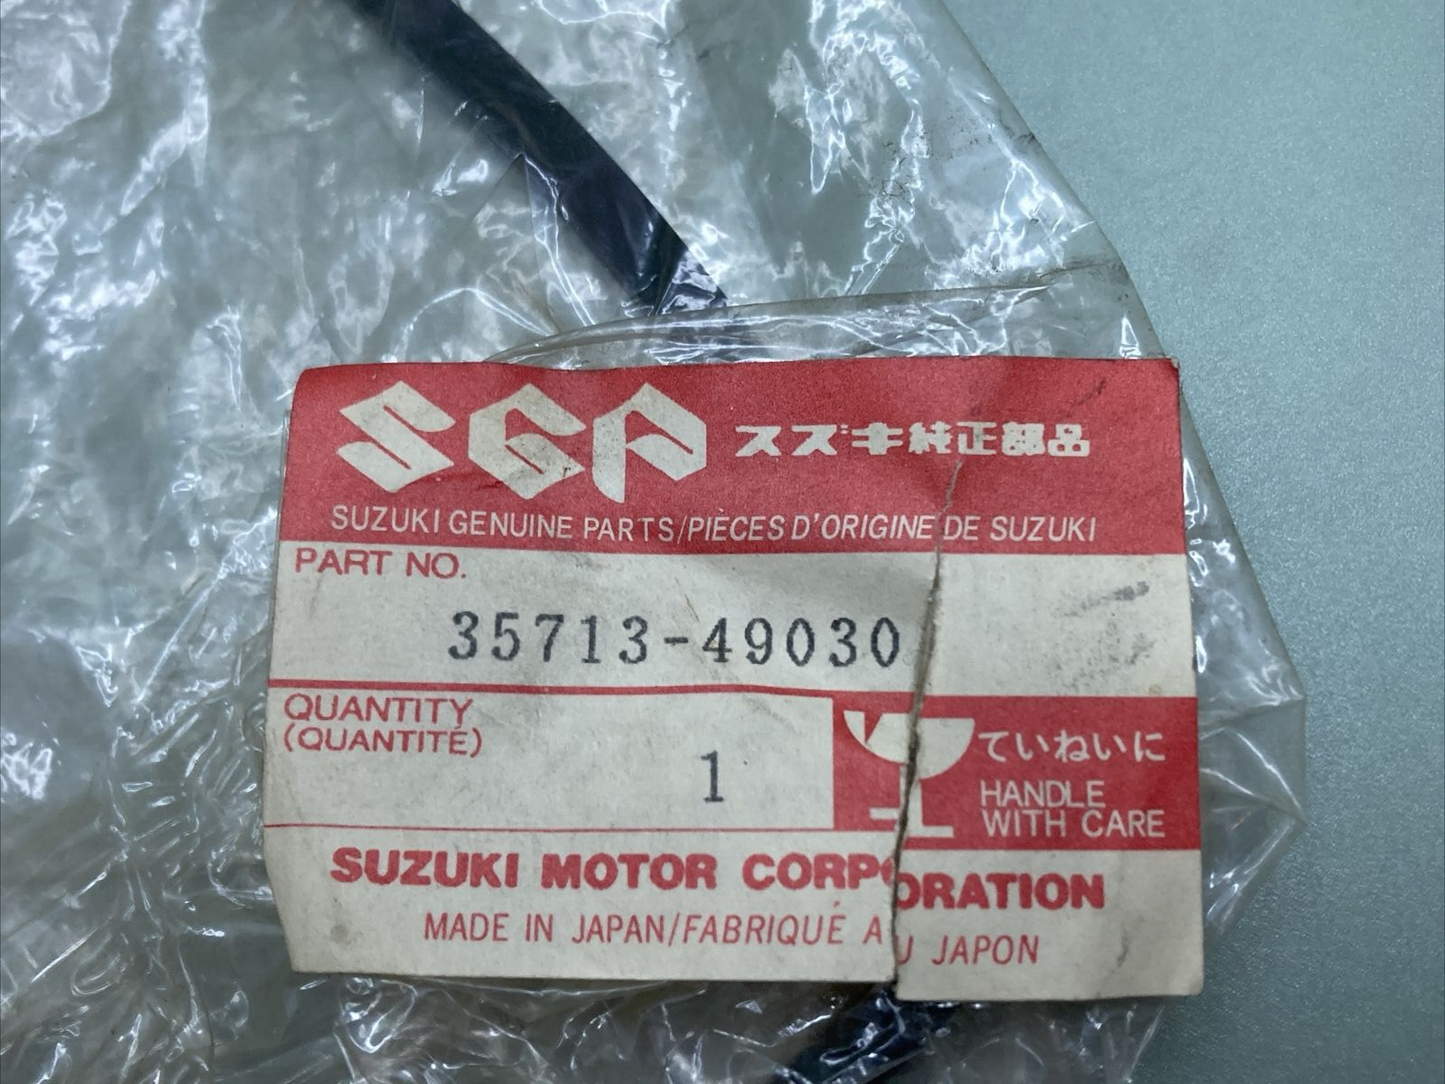 SGP スズキ純正部品
SUZUKI GENUINE PARTS/PIÈCES D'ORIGINE DE SUZUKI
PART NO.
35713-49030
QUANTITY
(QUANTITÉ)
1
ていねいに
HANDLE
WITH CARE
SUZUKI MOTOR CORPORATION
MADE IN JAPAN/FABRIQUÉ AU JAPON